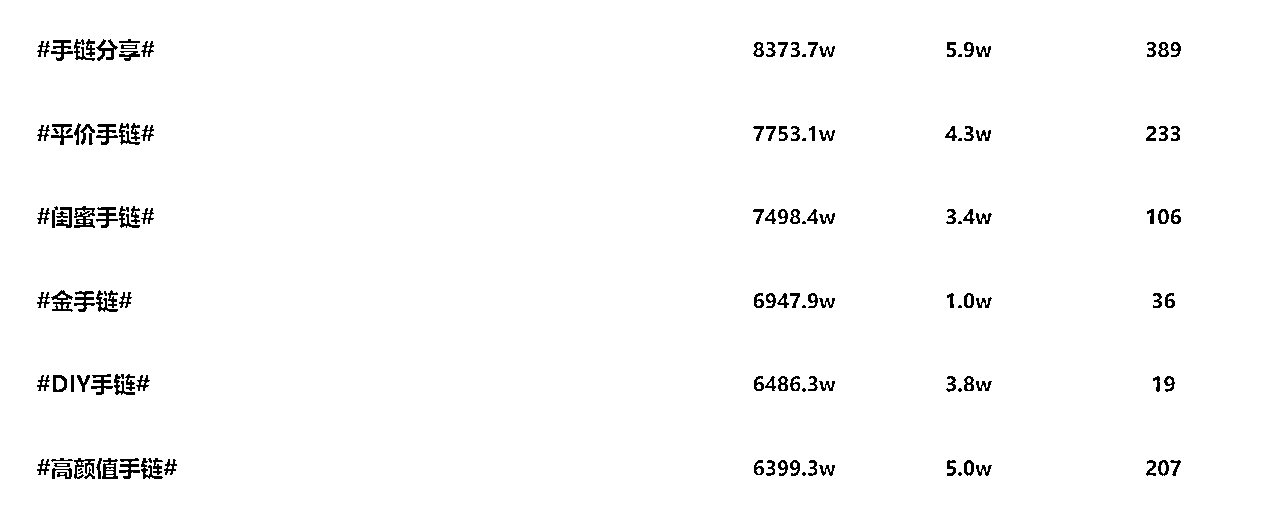 #手链分享# 8373.7w 5.9w 389
#平价手链# 7753.1w 4.3w 233
#闺蜜手链# 7498.4w 3.4w 106
#金手链# 6947.9w 1.0w 36
#DIY手链# 6486.3w 3.8w 19
#高颜值手链# 6399.3w 5.0w 207